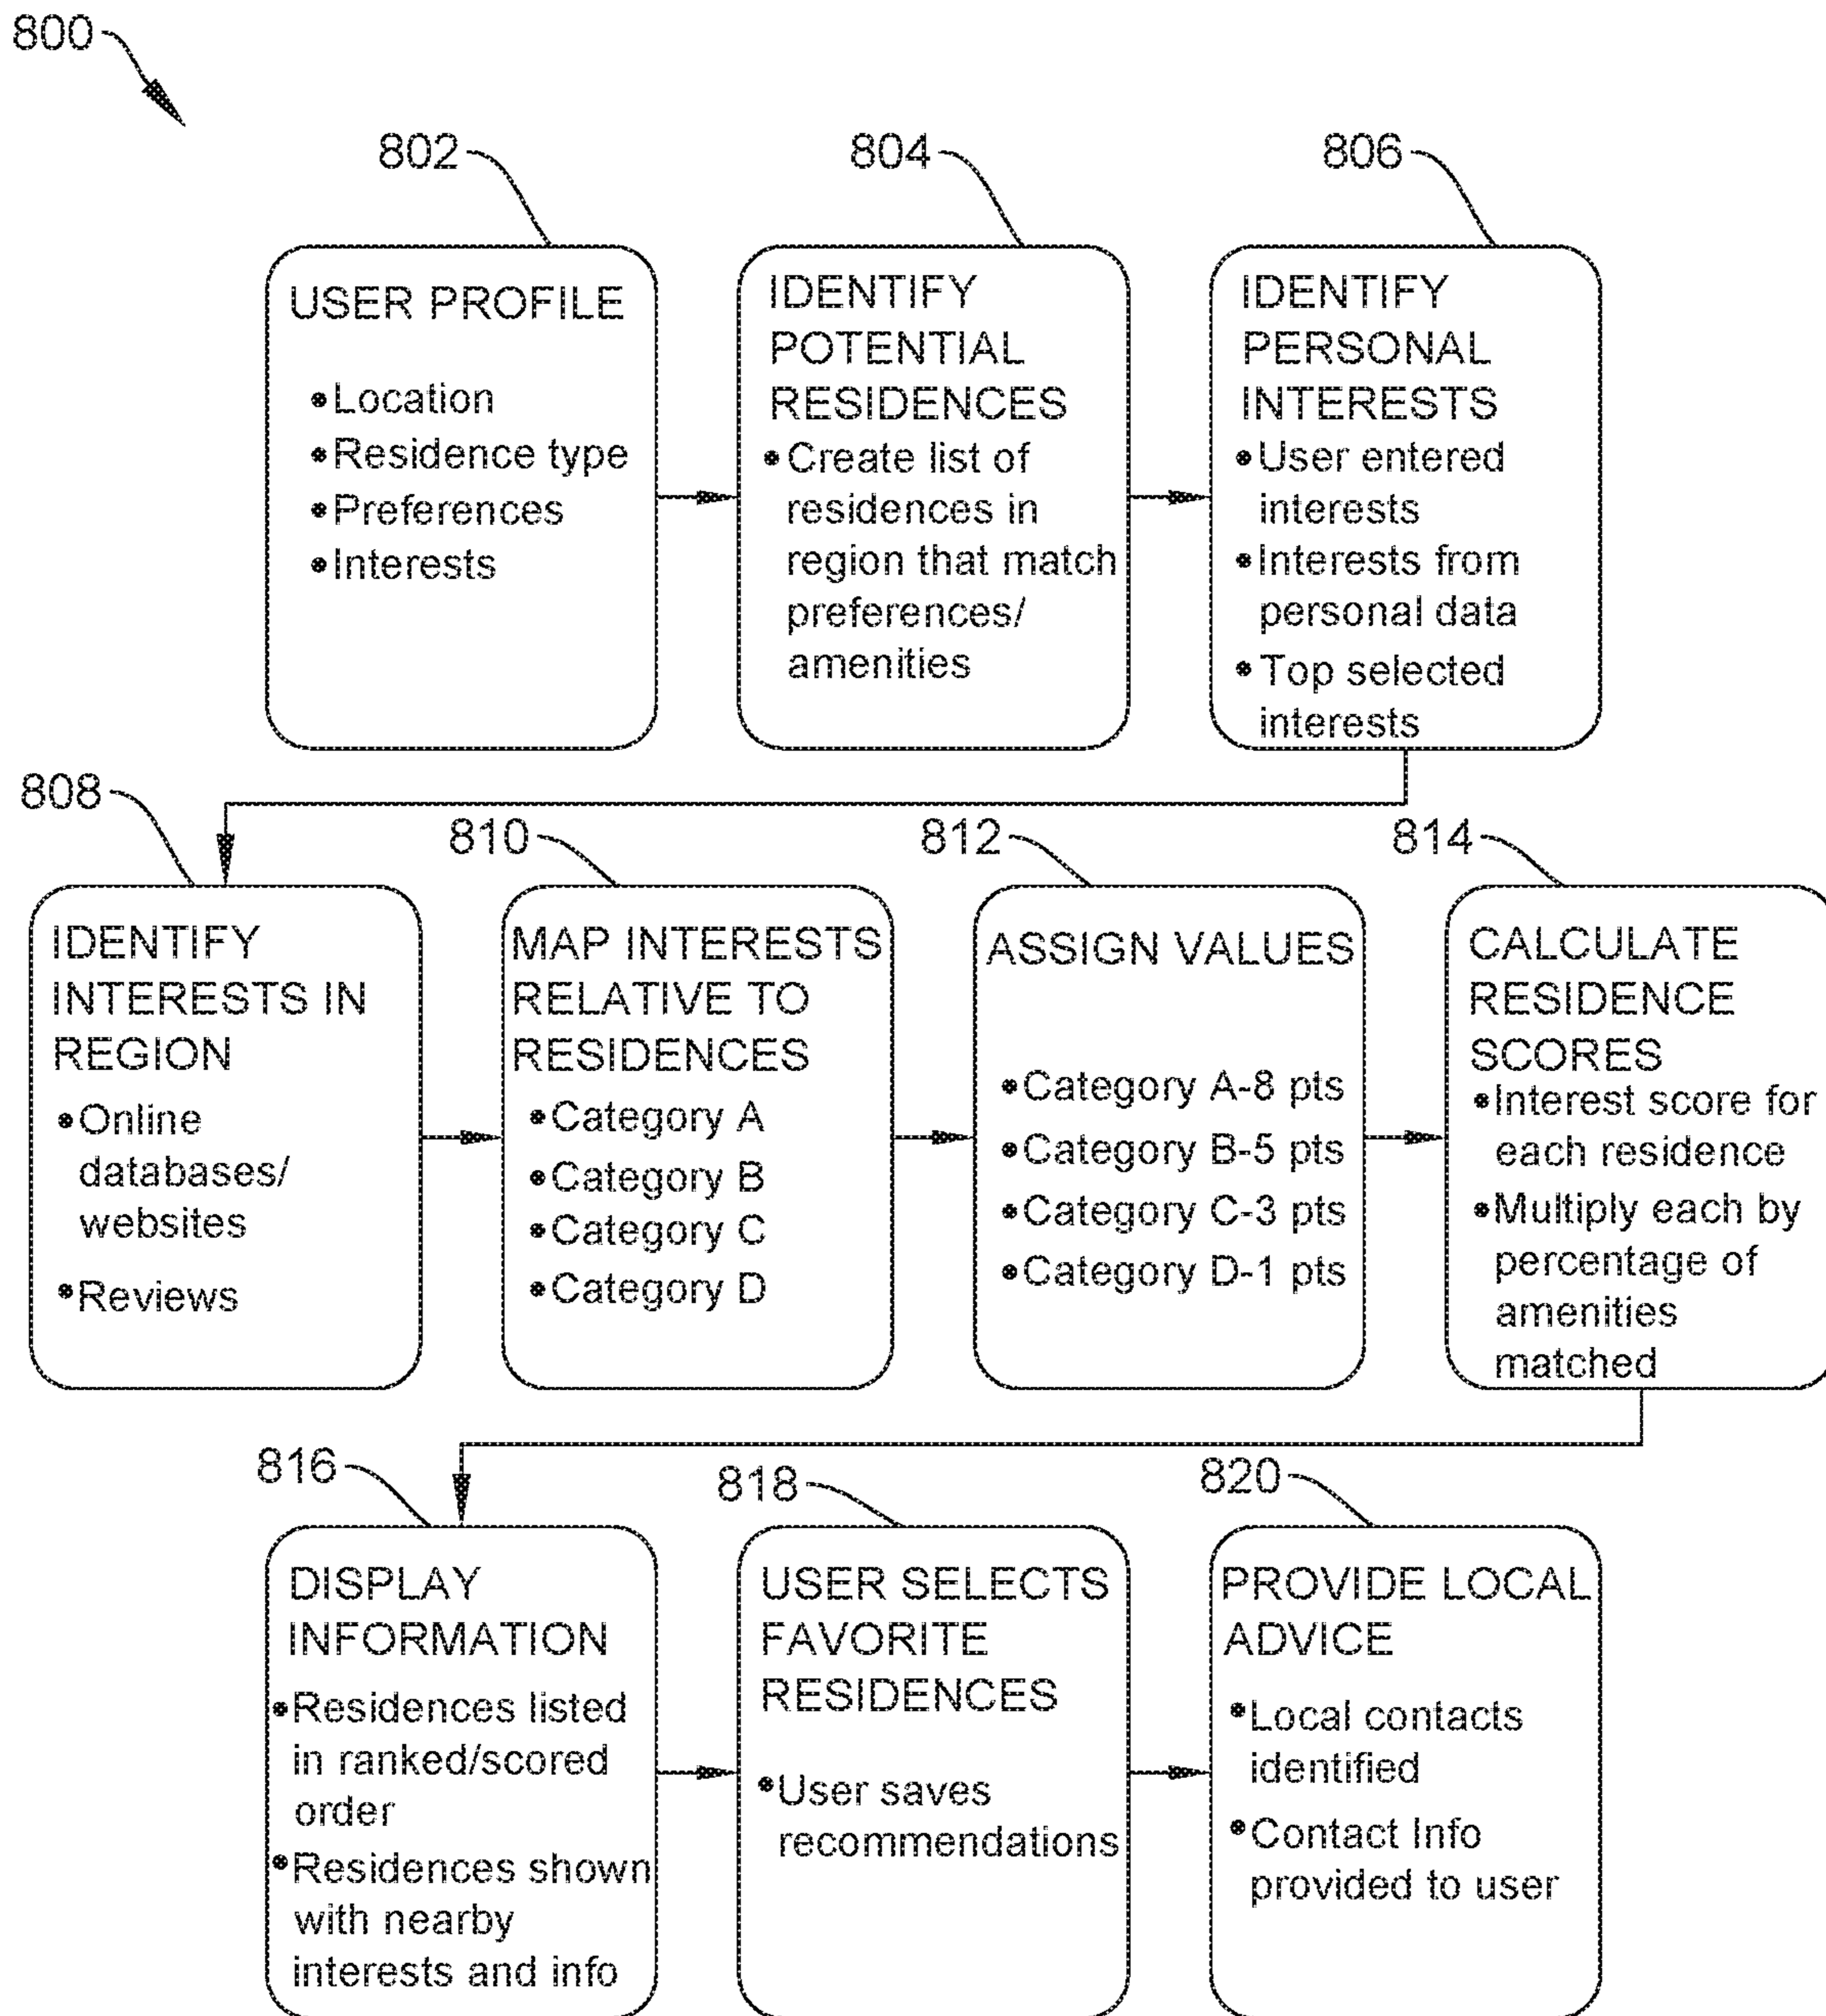 800
802
804
806
USER PROFILE
•Location
•Residence type
•Preferences
•Interests
IDENTIFY
POTENTIAL
RESIDENCES
•Create list of
residences in
region that match
preferences/
amenities
IDENTIFY
PERSONAL
INTERESTS
•User entered
interests
•Interests from
personal data
•Top selected
interests
808
810
812
814
IDENTIFY
INTERESTS IN
REGION
•Online
databases/
websites
•Reviews
MAP INTERESTS
RELATIVE TO
RESIDENCES
•Category A
•Category B
•Category C
•Category D
ASSIGN VALUES
•Category A-8 pts
•Category B-5 pts
•Category C-3 pts
•Category D-1 pts
CALCULATE
RESIDENCE
SCORES
•Interest score for
each residence
•Multiply each by
percentage of
amenities
matched
816
818
820
DISPLAY
INFORMATION
•Residences listed
in ranked/scored
order
•Residences shown
with nearby
interests and info
USER SELECTS
FAVORITE
RESIDENCES
•User saves
recommendations
PROVIDE LOCAL
ADVICE
•Local contacts
identified
•Contact Info
provided to user